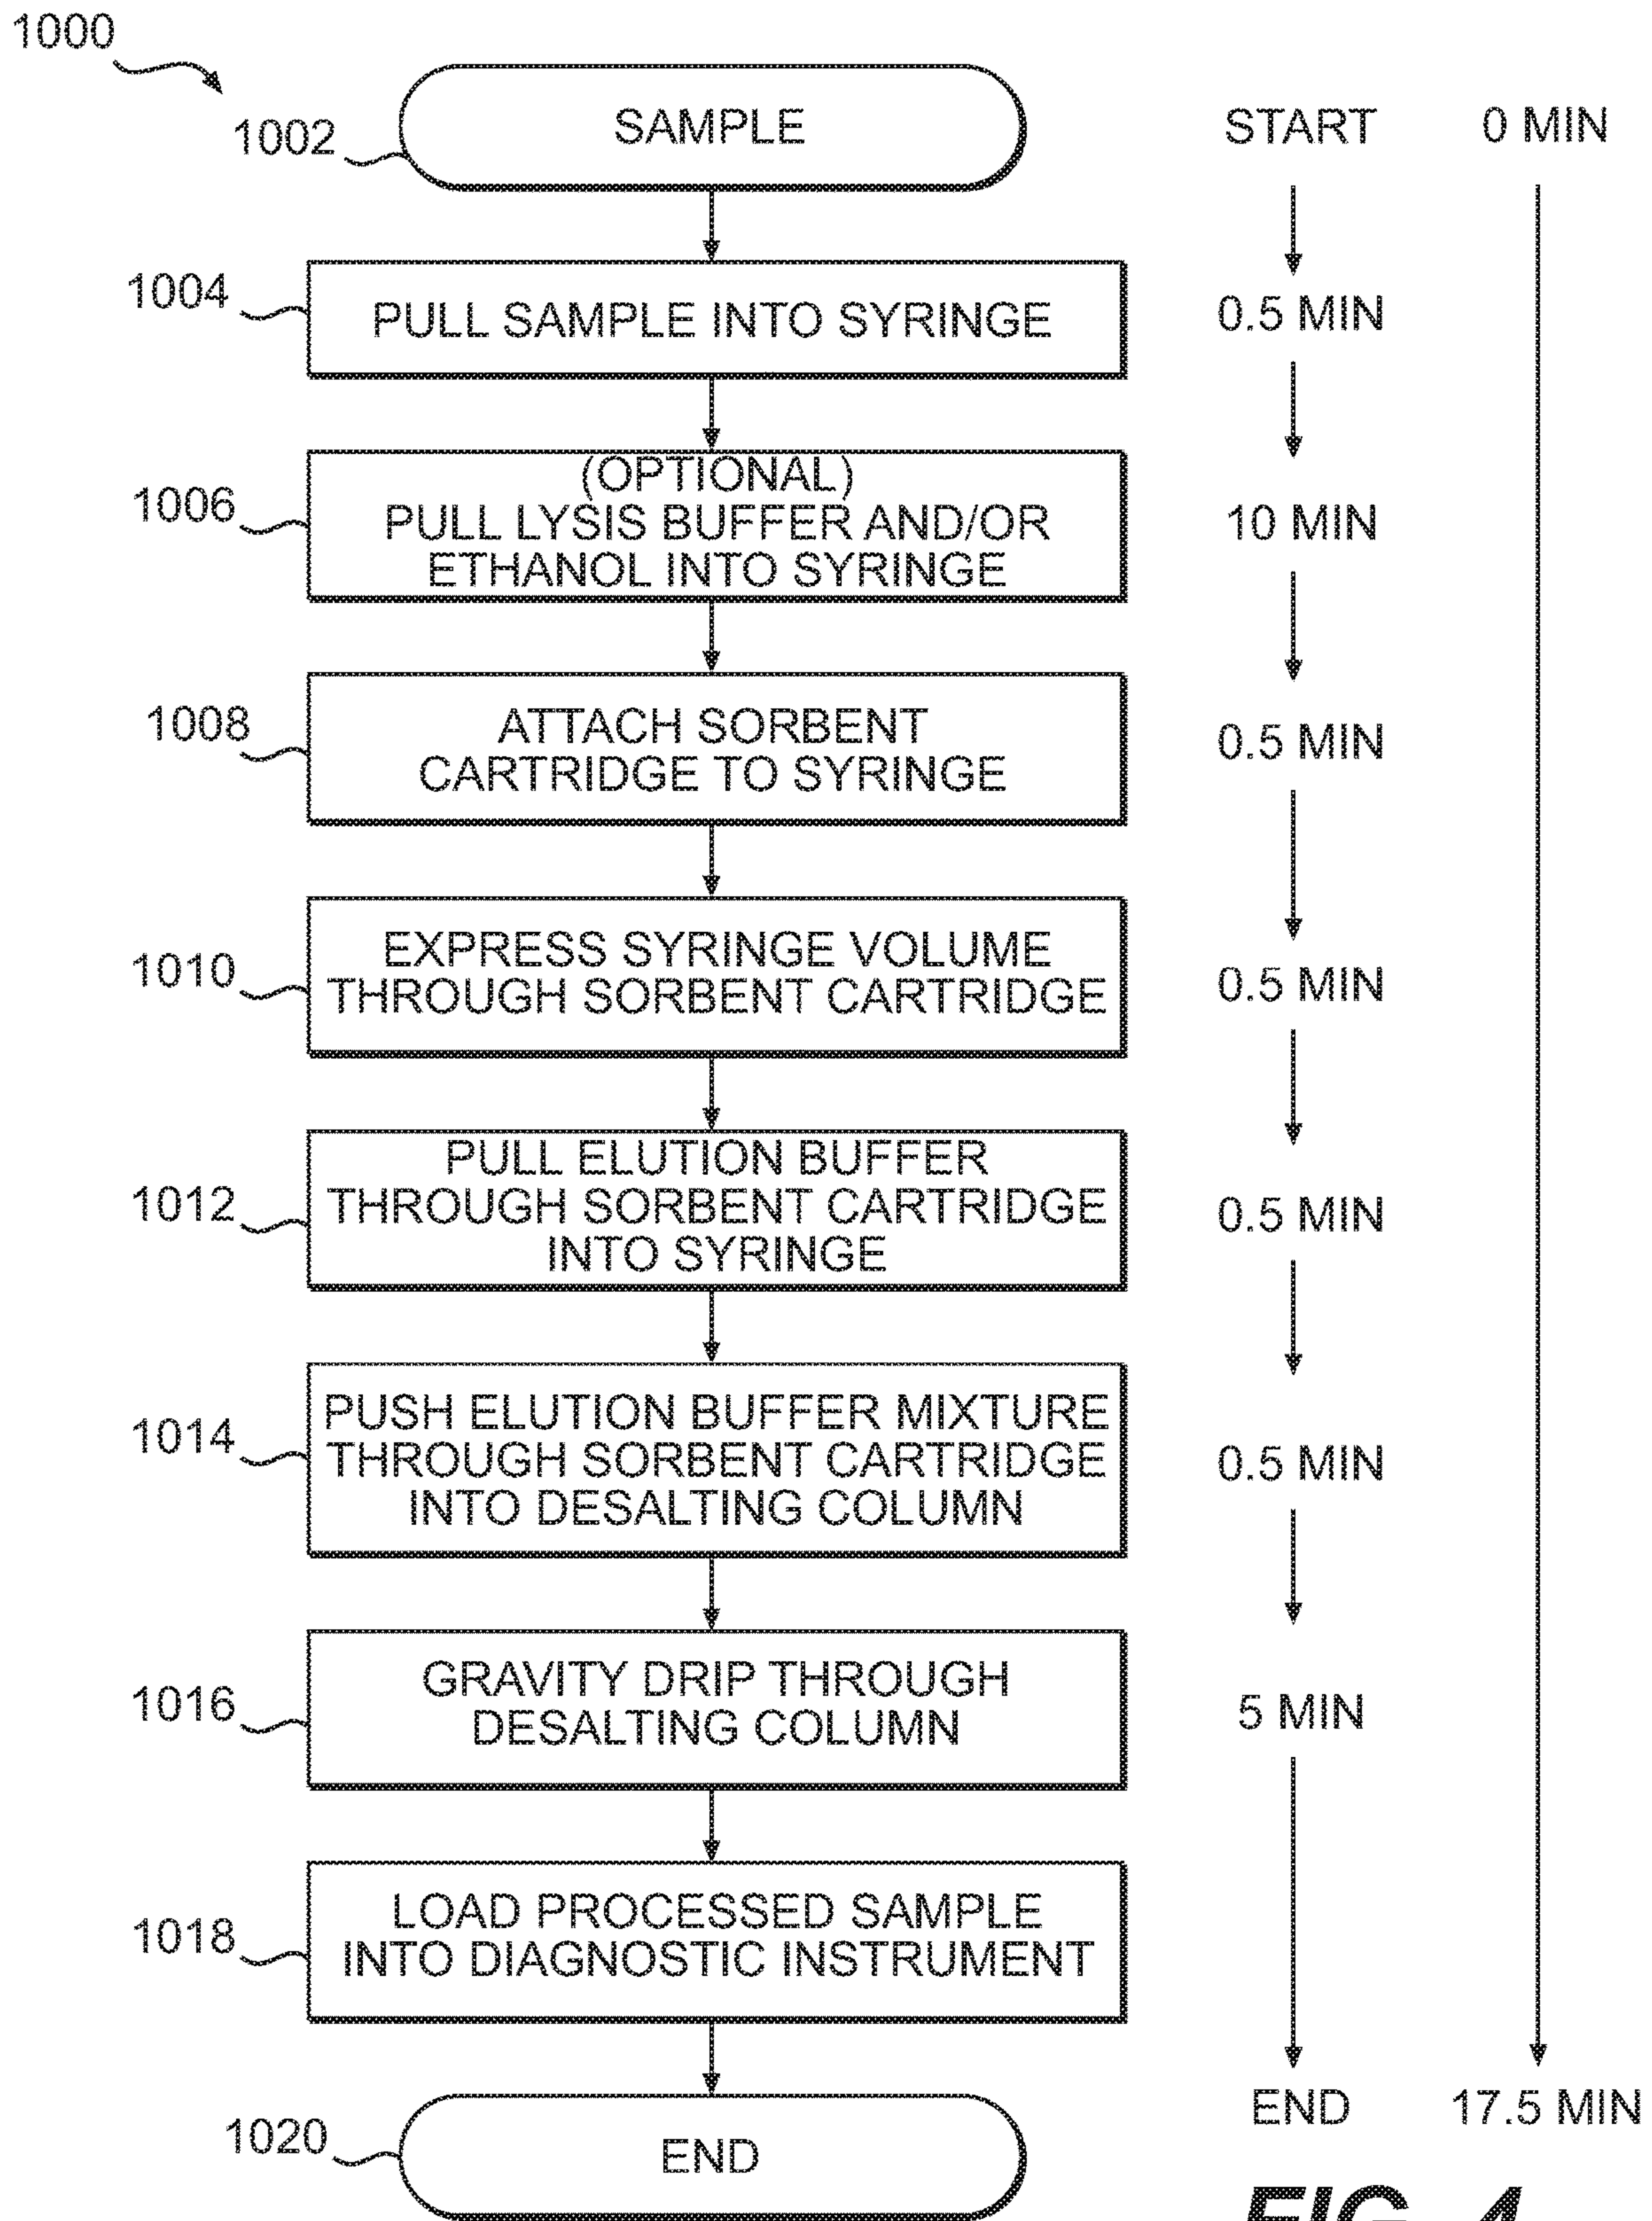 1000
1002
SAMPLE
START
0 MIN
1004
PULL SAMPLE INTO SYRINGE
0.5 MIN
1006
(OPTIONAL)
PULL LYSIS BUFFER AND/OR
ETHANOL INTO SYRINGE
10 MIN
1008
ATTACH SORBENT
CARTRIDGE TO SYRINGE
0.5 MIN
1010
EXPRESS SYRINGE VOLUME
THROUGH SORBENT CARTRIDGE
0.5 MIN
1012
PULL ELUTION BUFFER
THROUGH SORBENT CARTRIDGE
INTO SYRINGE
0.5 MIN
1014
PUSH ELUTION BUFFER MIXTURE
THROUGH SORBENT CARTRIDGE
INTO DESALTING COLUMN
0.5 MIN
1016
GRAVITY DRIP THROUGH
DESALTING COLUMN
5 MIN
1018
LOAD PROCESSED SAMPLE
INTO DIAGNOSTIC INSTRUMENT
END
17.5 MIN
1020
END
FIG. 4